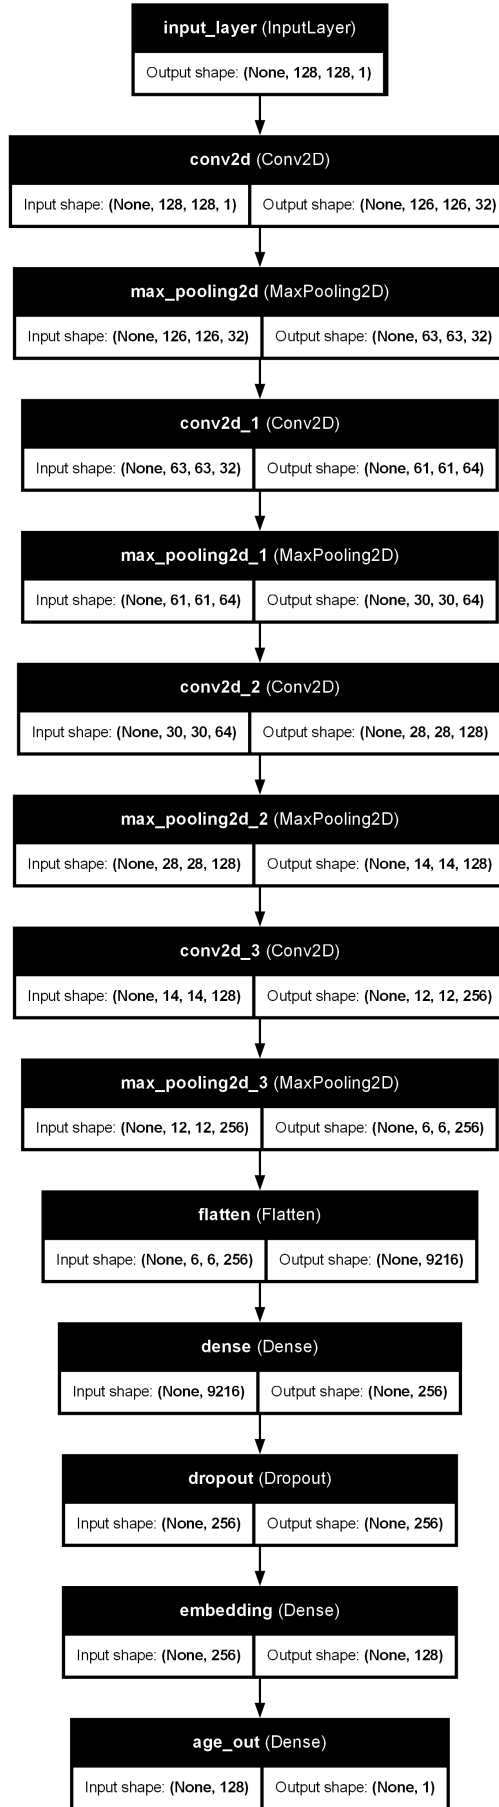 input_layer (InputLayer)
Output shape: (None, 128, 128, 1)
conv2d (Conv2D)
Input shape: (None, 128, 128, 1) Output shape: (None, 126, 126, 32)
max_pooling2d (MaxPooling2D)
Input shape: (None, 126, 126, 32) Output shape: (None, 63, 63, 32)
conv2d_1 (Conv2D)
Input shape: (None, 63, 63, 32) Output shape: (None, 61, 61, 64)
max_pooling2d_1 (MaxPooling2D)
Input shape: (None, 61, 61, 64) Output shape: (None, 30, 30, 64)
conv2d_2 (Conv2D)
Input shape: (None, 30, 30, 64) Output shape: (None, 28, 28, 128)
max_pooling2d_2 (MaxPooling2D)
Input shape: (None, 28, 28, 128) Output shape: (None, 14, 14, 128)
conv2d_3 (Conv2D)
Input shape: (None, 14, 14, 128) Output shape: (None, 12, 12, 256)
max_pooling2d_3 (MaxPooling2D)
Input shape: (None, 12, 12, 256) Output shape: (None, 6, 6, 256)
flatten (Flatten)
Input shape: (None, 6, 6, 256) Output shape: (None, 9216)
dense (Dense)
Input shape: (None, 9216) Output shape: (None, 256)
dropout (Dropout)
Input shape: (None, 256) Output shape: (None, 256)
embedding (Dense)
Input shape: (None, 256) Output shape: (None, 128)
age_out (Dense)
Input shape: (None, 128) Output shape: (None, 1)